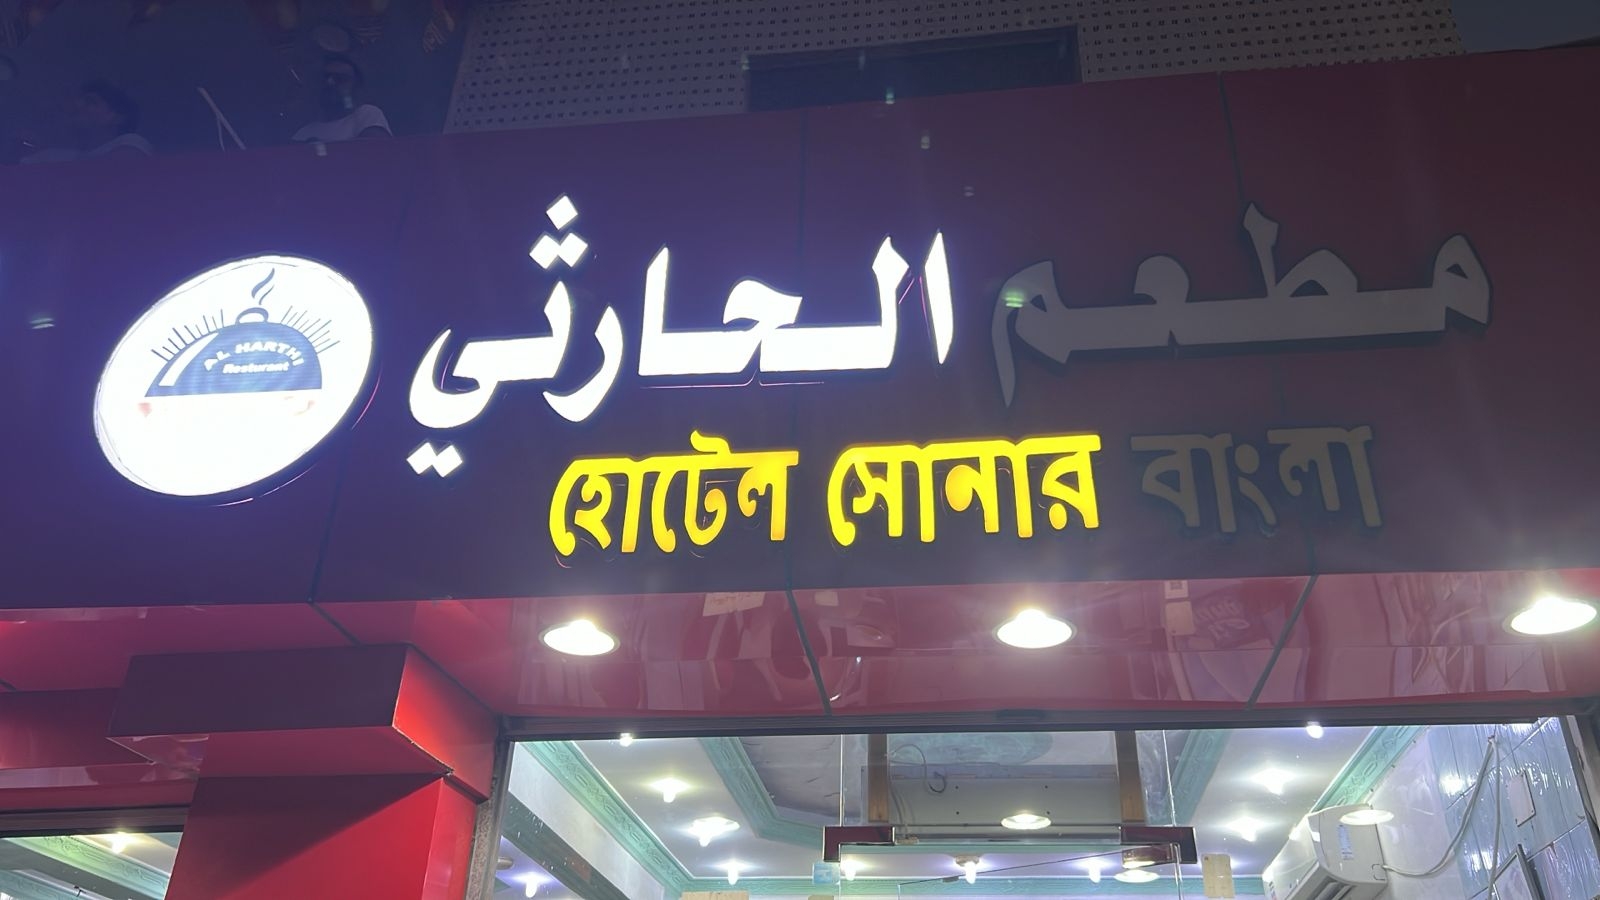 مطعم الحارثي
হোটেল সোনার বাংলা
AL HARTHI
Resturant